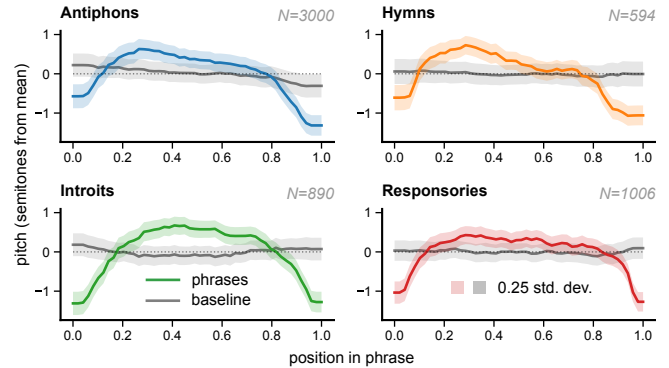 Antiphons N=3000
Hymns N=594
1
0
−1
0.0 0.2 0.4 0.6 0.8 1.0
1
0
−1
0.0 0.2 0.4 0.6 0.8 1.0
Introits N=890
Responsories N=1006
1
0
−1
phrases
baseline
0.0 0.2 0.4 0.6 0.8 1.0
1
0
−1
0.25 std. dev.
0.0 0.2 0.4 0.6 0.8 1.0
pitch (semitones from mean)
position in phrase